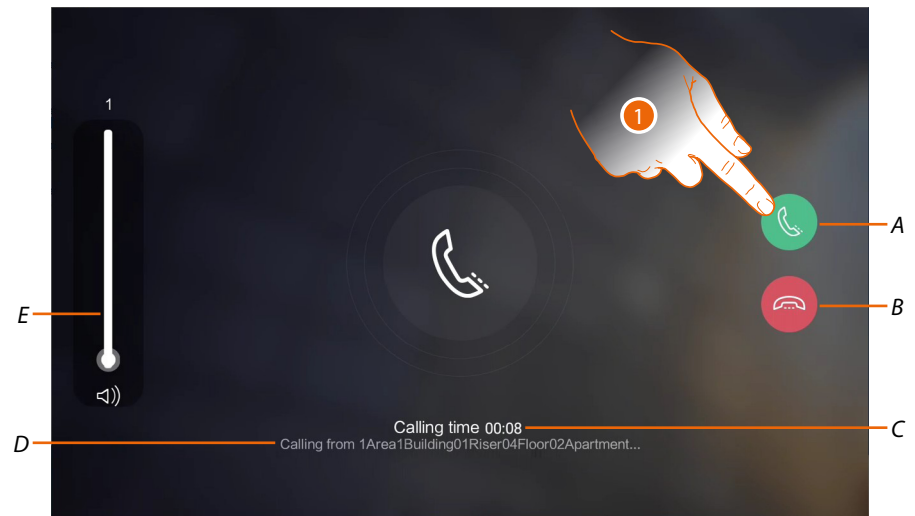 1
1
A
E
B
Calling time 00:08
C
D
Calling from 1Area1Building01Riser04Floor02Apartment...